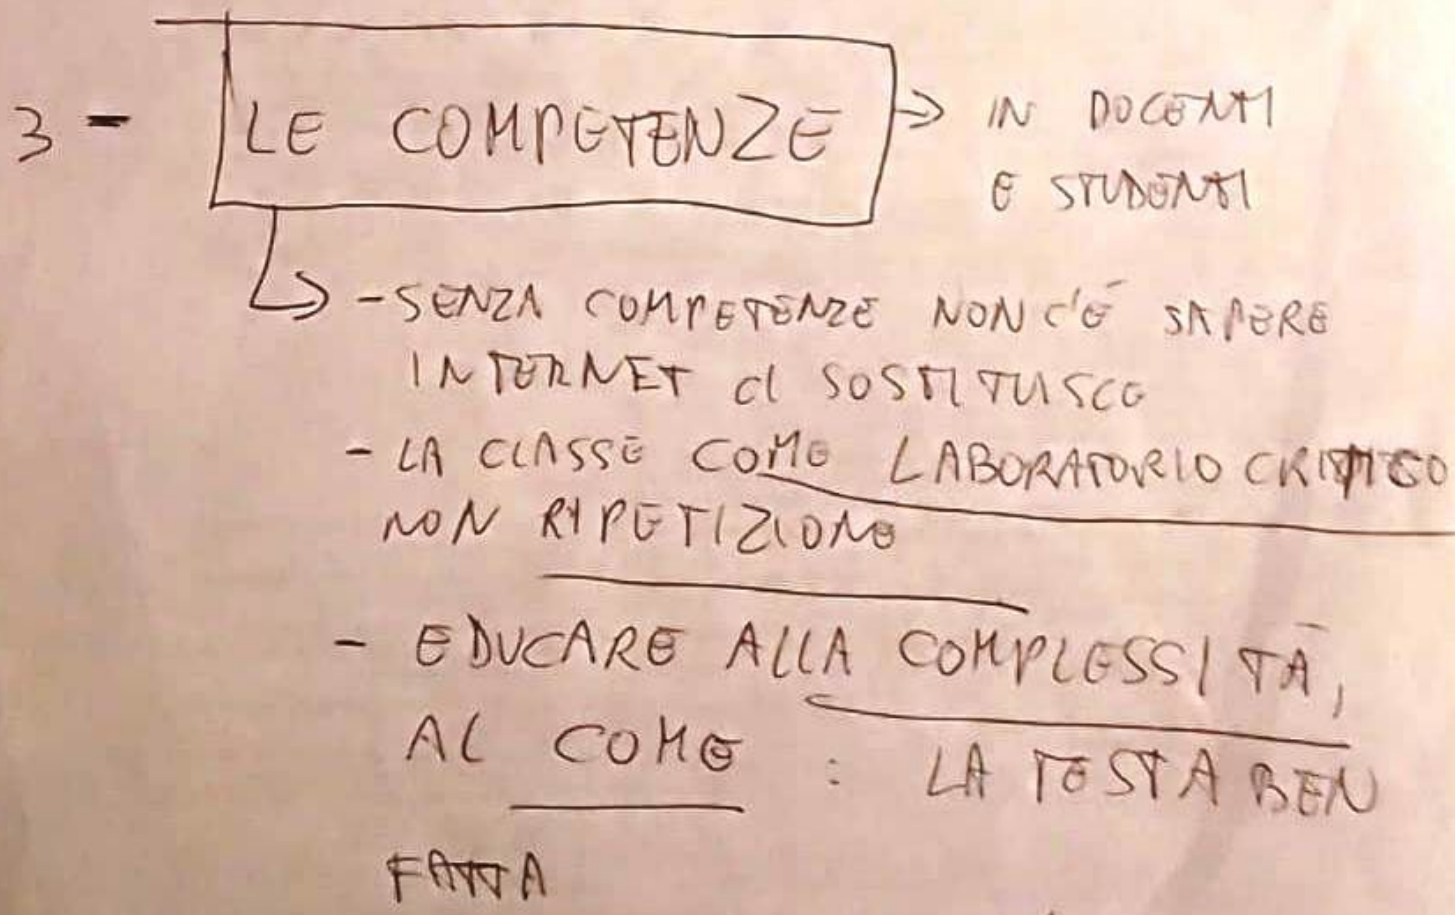 3 - LE COMPETENZE → IN DOCENTI
E STUDENTI
- SENZA COMPETENZE NON C'È SAPERE
INTERNET CI SOSTITUISCE
- LA CLASSE COME LABORATORIO CRITICO
NON RIPETIZIONE
- EDUCARE ALLA COMPLESSITÀ,
AL COME : LA TESTA BEN
FATTA